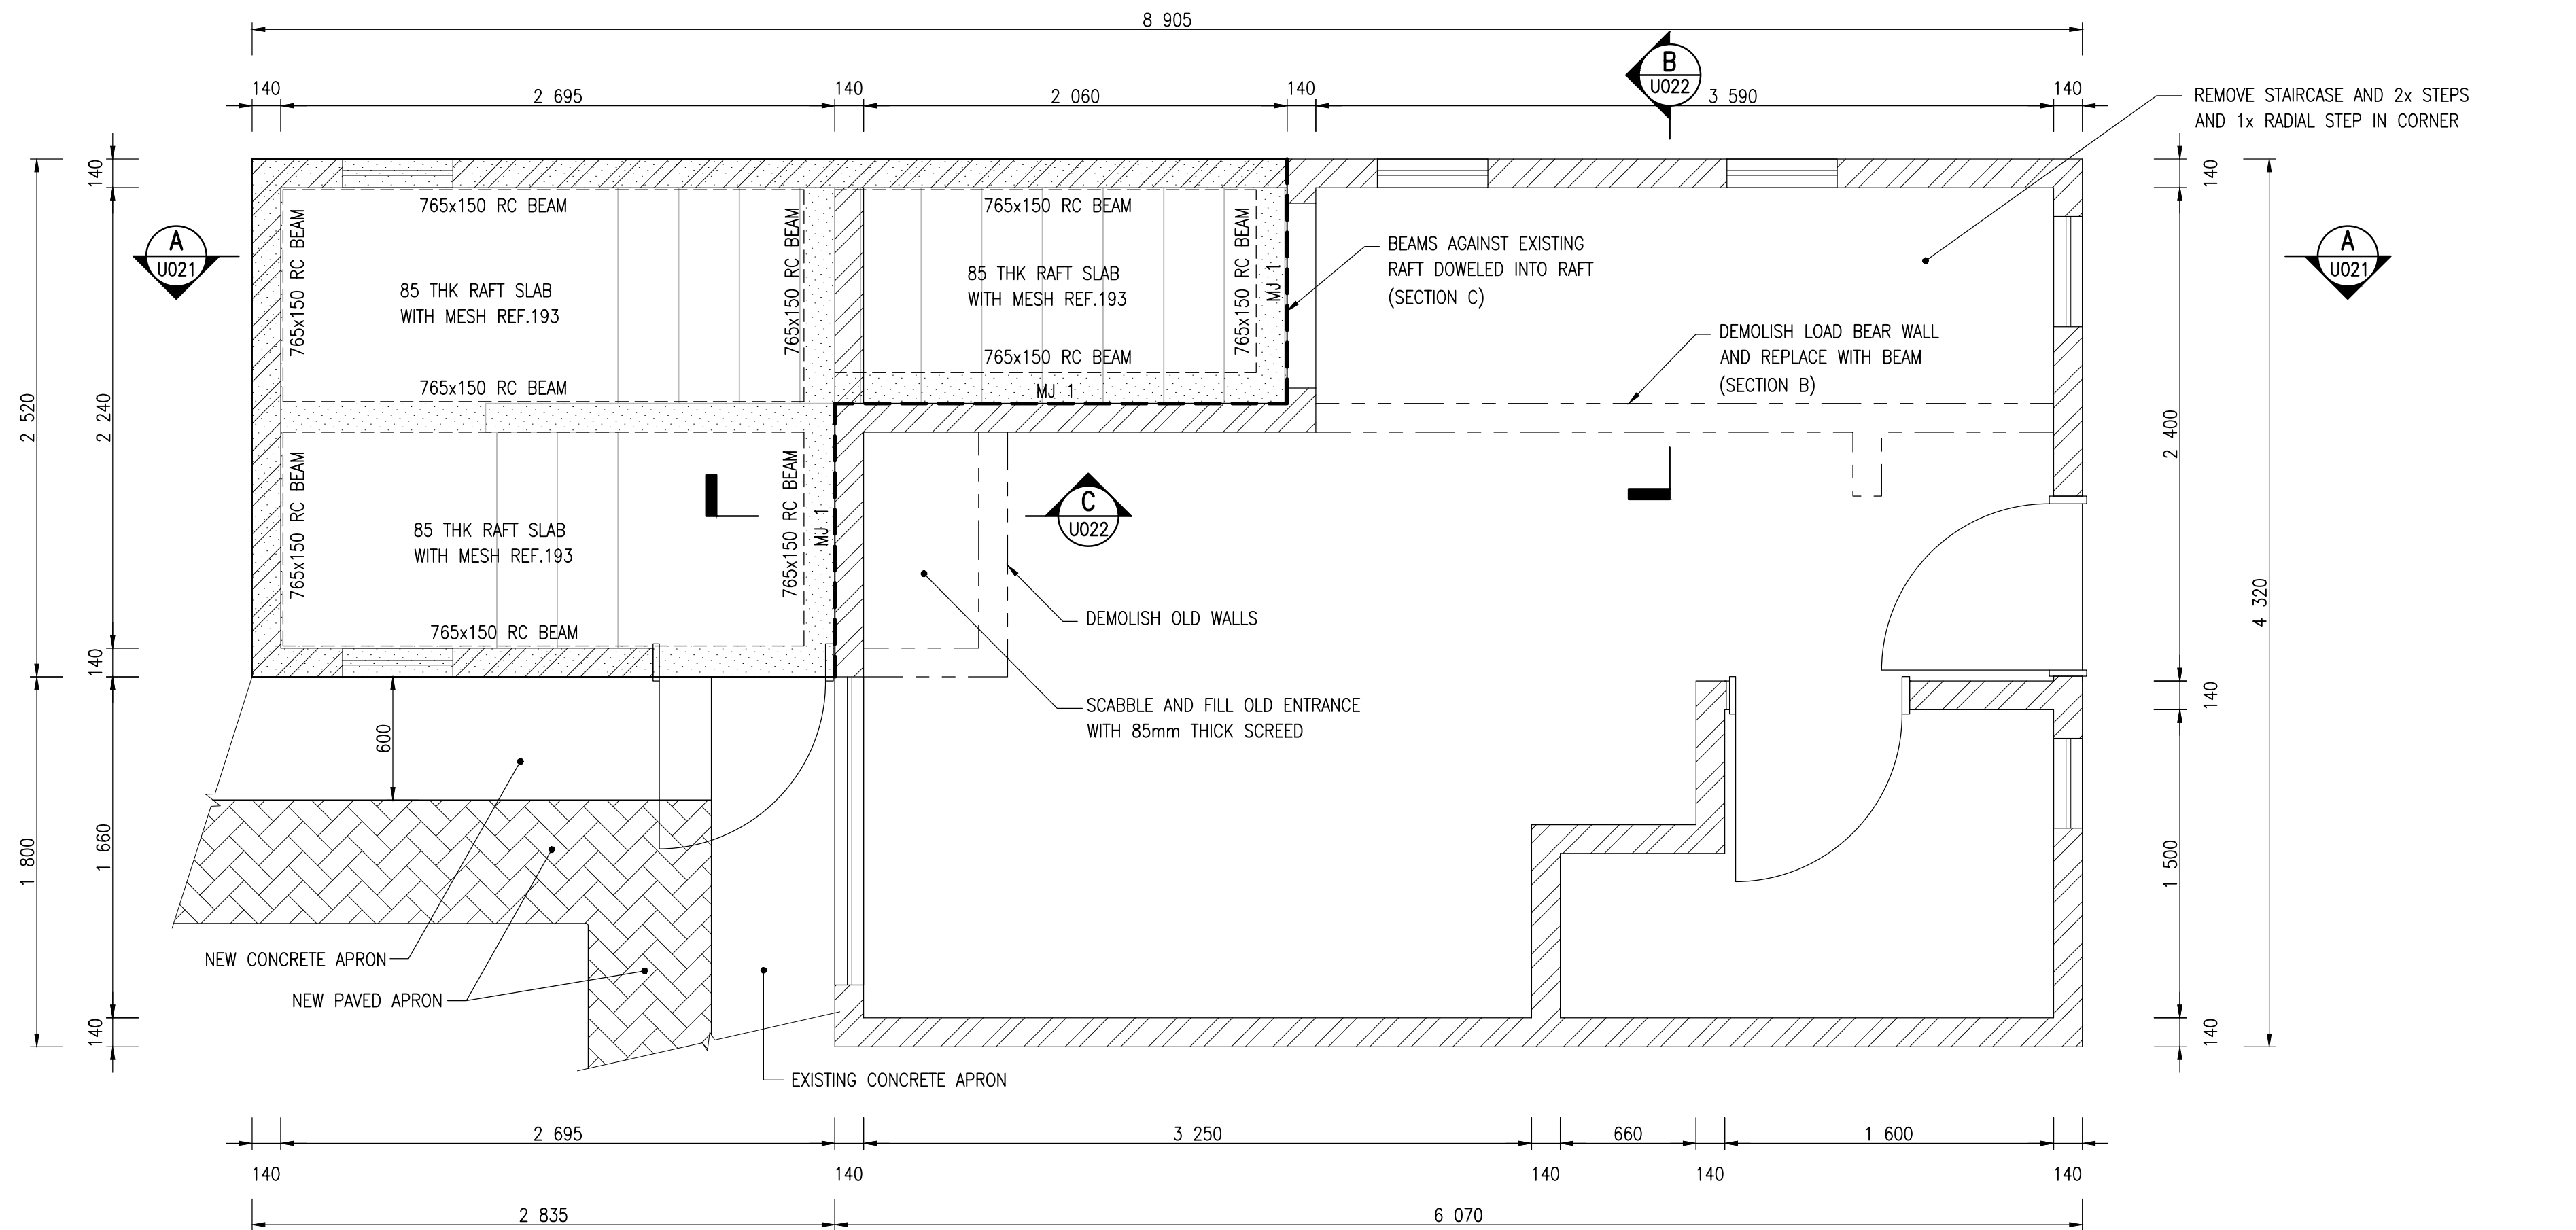 8 905
140
2 695
140
2 060
140
3 590
140
B
U022
REMOVE STAIRCASE AND 2x STEPS
AND 1x RADIAL STEP IN CORNER
140
2 240
140
2 520
1 660
140
1 800
A
U021
765x150 RC BEAM
765x150 RC BEAM
765x150 RC BEAM
85 THK RAFT SLAB
WITH MESH REF.193
765x150 RC BEAM
765x150 RC BEAM
85 THK RAFT SLAB
WITH MESH REF.193
765x150 RC BEAM
765x150 RC BEAM
MJ 1
MJ 1
BEAMS AGAINST EXISTING
RAFT DOWELED INTO RAFT
(SECTION C)
DEMOLISH LOAD BEAR WALL
AND REPLACE WITH BEAM
(SECTION B)
A
U021
140
2 400
140
1 500
140
4 320
765x150 RC BEAM
85 THK RAFT SLAB
WITH MESH REF.193
765x150 RC BEAM
765x150 RC BEAM
MJ 1
C
U022
DEMOLISH OLD WALLS
SCABBLE AND FILL OLD ENTRANCE
WITH 85mm THICK SCREED
600
NEW CONCRETE APRON
NEW PAVED APRON
EXISTING CONCRETE APRON
2 695
3 250
660
1 600
140
140
140
140
140
2 835
6 070